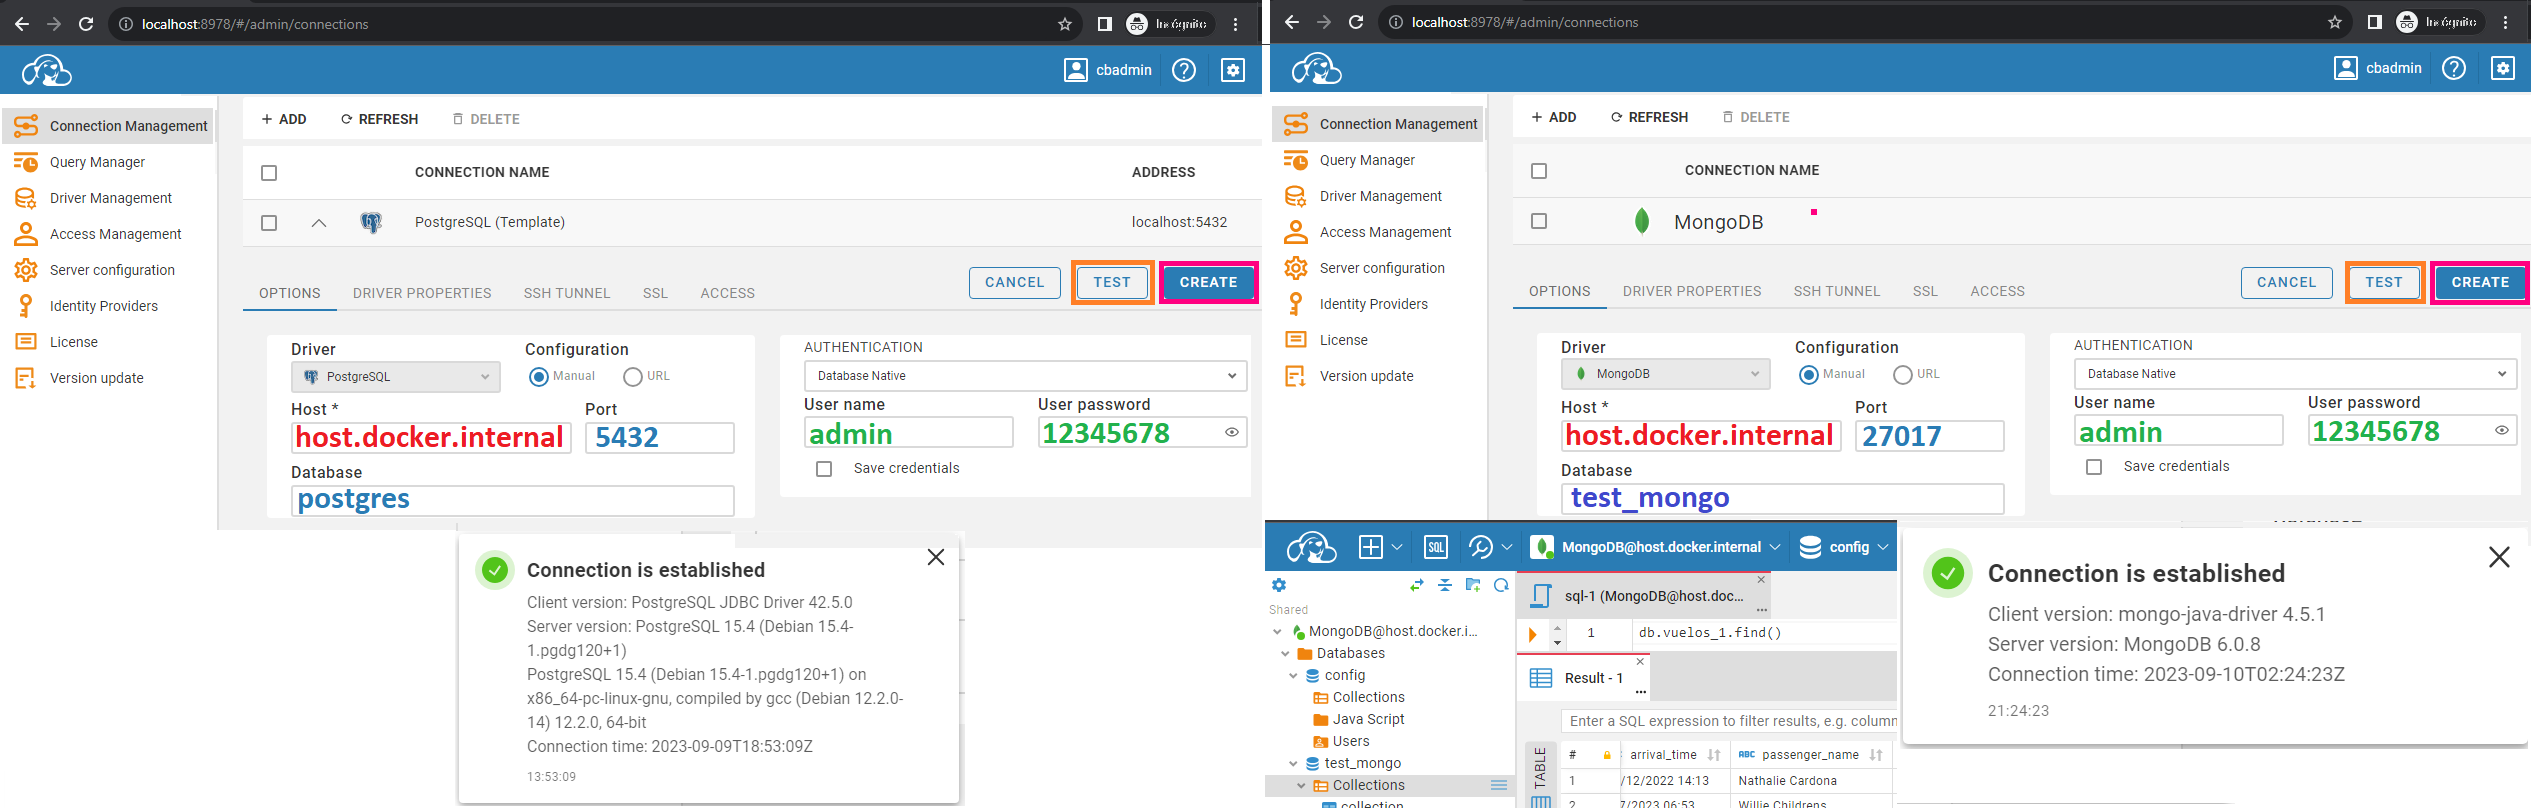 localhost:8978/#/admin/connections
Incógnito
cbadmin
Connection Management
Query Manager
Driver Management
Access Management
Server configuration
Identity Providers
License
Version update
+ ADD
REFRESH
DELETE
CONNECTION NAME
ADDRESS
PostgreSQL (Template)
localhost:5432
OPTIONS
DRIVER PROPERTIES
SSH TUNNEL
SSL
ACCESS
CANCEL
TEST
CREATE
Driver
Configuration
PostgreSQL
Manual
URL
Host *
Port
host.docker.internal
5432
Database
postgres
AUTHENTICATION
Database Native
User name
User password
admin
12345678
Save credentials
Connection is established
Client version: PostgreSQL JDBC Driver 42.5.0
Server version: PostgreSQL 15.4 (Debian 15.4-
1.pgdg120+1)
PostgreSQL 15.4 (Debian 15.4-1.pgdg120+1) on
x86_64-pc-linux-gnu, compiled by gcc (Debian 12.2.0-
14) 12.2.0, 64-bit
Connection time: 2023-09-09T18:53:09Z
13:53:09
localhost:8978/#/admin/connections
Incógnito
cbadmin
Connection Management
Query Manager
Driver Management
Access Management
Server configuration
Identity Providers
License
Version update
+ ADD
REFRESH
DELETE
CONNECTION NAME
MongoDB
OPTIONS
DRIVER PROPERTIES
SSH TUNNEL
SSL
ACCESS
CANCEL
TEST
CREATE
Driver
Configuration
MongoDB
Manual
URL
Host *
Port
host.docker.internal
27017
Database
test_mongo
AUTHENTICATION
Database Native
User name
User password
admin
12345678
Save credentials
SQL
MongoDB@host.docker.internal
config
Shared
MongoDB@host.docker.i...
Databases
config
Collections
Java Script
Users
test_mongo
Collections
collection
sql-1 (MongoDB@host.doc...
1
db.vuelos_1.find()
Result - 1
Enter a SQL expression to filter results, e.g. column
TABLE
#
arrival_time
ABC passenger_name
1
/12/2022 14:13
Nathalie Cardona
2
7/2023 06:53
Willie Childrens
Connection is established
Client version: mongo-java-driver 4.5.1
Server version: MongoDB 6.0.8
Connection time: 2023-09-10T02:24:23Z
21:24:23